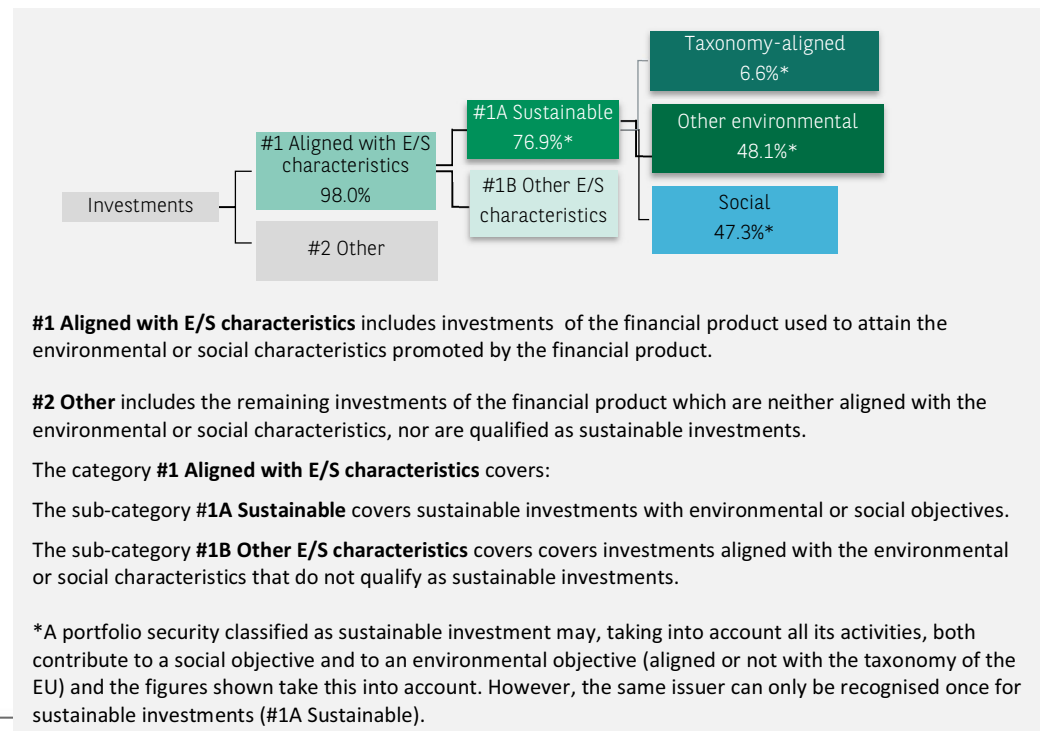 Taxonomy-aligned
6.6%*
#1A Sustainable
76.9%*
Other environmental
48.1%*
#1 Aligned with E/S
characteristics
98.0%
#1B Other E/S
characteristics
Social
47.3%*
Investments
#2 Other
#1 Aligned with E/S characteristics includes investments of the financial product used to attain the
environmental or social characteristics promoted by the financial product.
#2 Other includes the remaining investments of the financial product which are neither aligned with the
environmental or social characteristics, nor are qualified as sustainable investments.
The category #1 Aligned with E/S characteristics covers:
The sub-category #1A Sustainable covers sustainable investments with environmental or social objectives.
The sub-category #1B Other E/S characteristics covers covers investments aligned with the environmental
or social characteristics that do not qualify as sustainable investments.
*A portfolio security classified as sustainable investment may, taking into account all its activities, both
contribute to a social objective and to an environmental objective (aligned or not with the taxonomy of the
EU) and the figures shown take this into account. However, the same issuer can only be recognised once for
sustainable investments (#1A Sustainable).